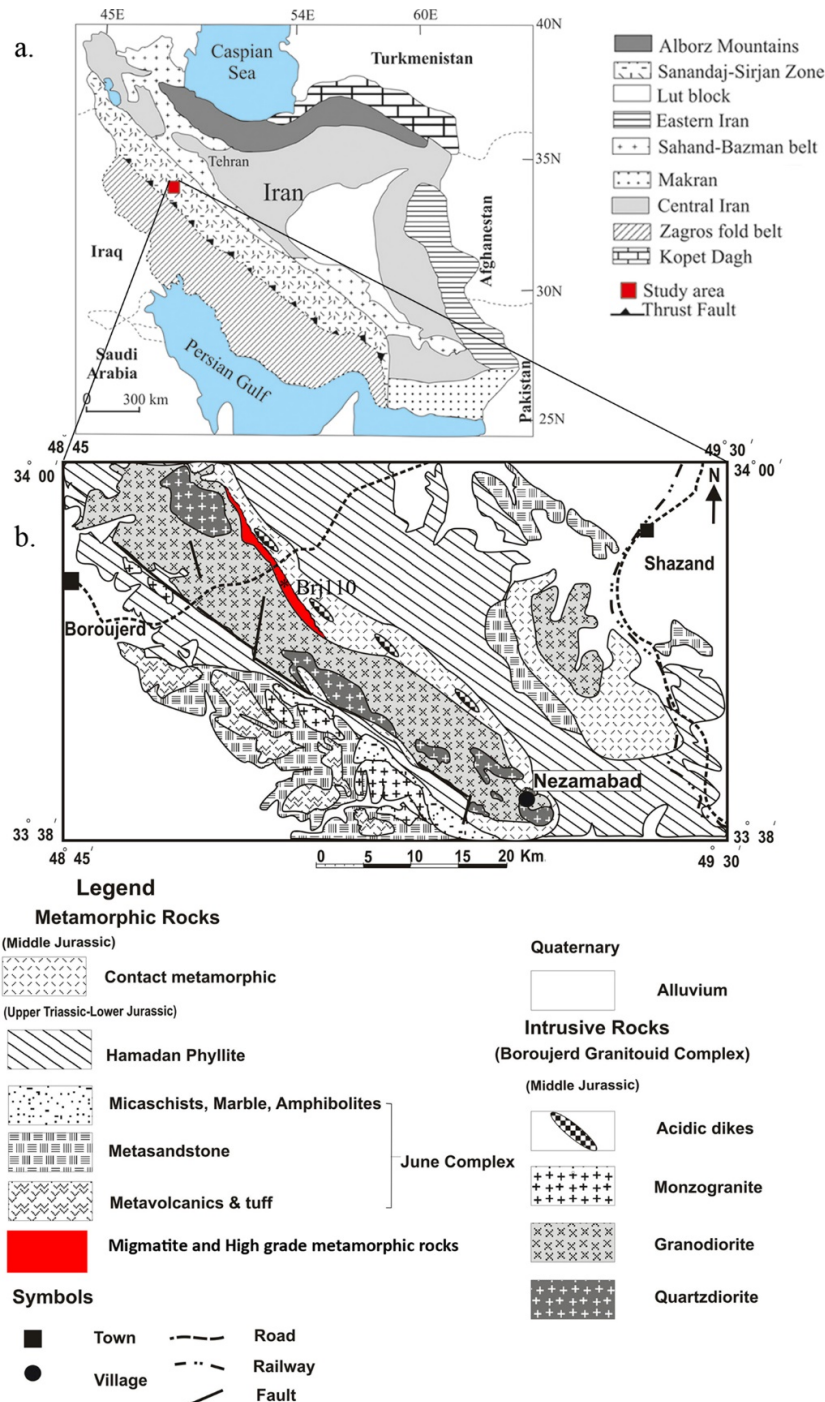 a.
45E 54E 60E
40N
Caspian
Sea
Turkmenistan
Tehran
35N
Iran
Iraq
Afghanestan
30N
Saudi
Arabia
Persian Gulf
Pakistan
0 300 km
25N
Alborz Mountains
Sanandaj-Sirjan Zone
Lut block
Eastern Iran
Sahand-Bazman belt
Makran
Central Iran
Zagros fold belt
Kopet Dagh
Study area
Thrust Fault
b.
48° 45′
49° 30′
34° 00′
34° 00′
N
Shazand
Brj110
Boroujerd
Nezamabad
33° 38′
33° 38′
48° 45′
49° 30′
0 5 10 15 20 Km
Legend
Metamorphic Rocks
(Middle Jurassic)
Contact metamorphic
(Upper Triassic-Lower Jurassic)
Hamadan Phyllite
Micaschists, Marble, Amphibolites
Metasandstone
June Complex
Metavolcanics & tuff
Migmatite and High grade metamorphic rocks
Symbols
Town
Road
Village
Railway
Fault
Quaternary
Alluvium
Intrusive Rocks
(Boroujerd Granitouid Complex)
(Middle Jurassic)
Acidic dikes
Monzogranite
Granodiorite
Quartzdiorite